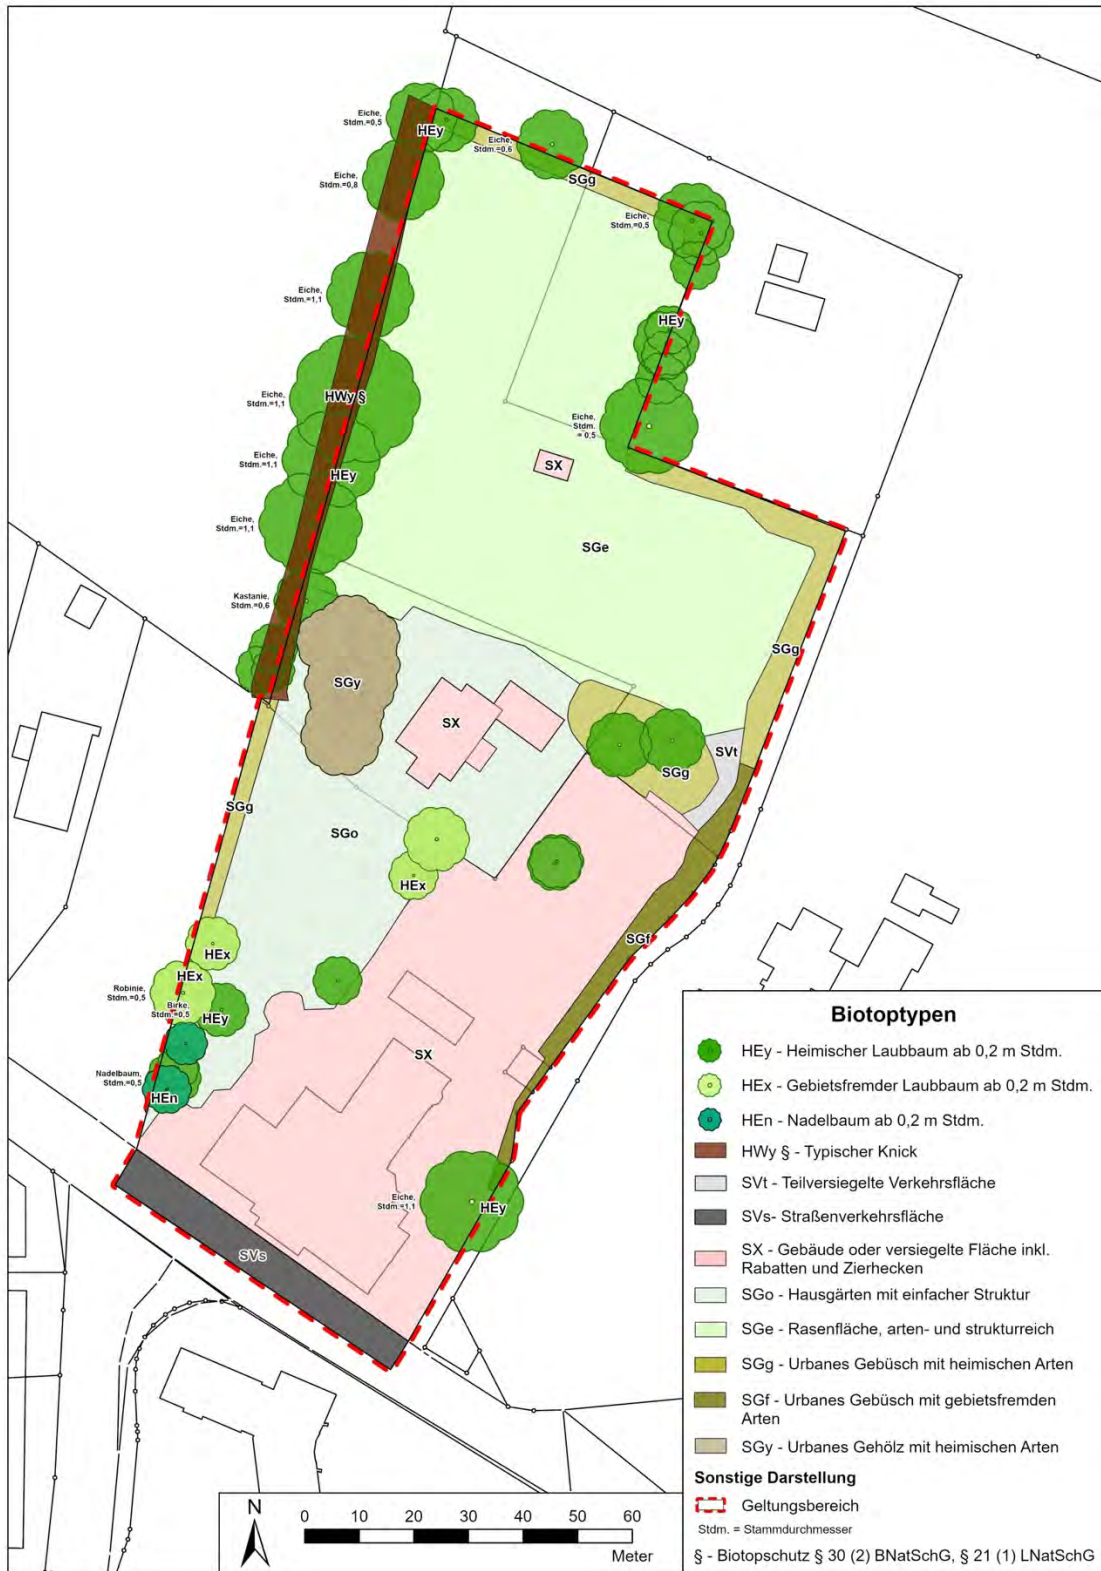 Eiche,
Stdm.=0,5
HEy
Eiche,
Stdm.=0,6
Eiche,
Stdm.=0,8
SGg
Eiche,
Stdm.=0,5
Eiche,
Stdm.=1,1
HEy
Eiche,
Stdm.=1,1
HWy §
Eiche,
Stdm.
= 0,5
Eiche,
Stdm.=1,1
HEy
SX
Eiche,
Stdm.=1,1
SGe
Kastanie,
Stdm.=0,6
SGg
SGy
SX
SVt
SGg
SGg
SGo
HEx
SGf
HEx
HEx
Robinie,
Stdm.=0,5
Birke,
Stdm.=0,5
HEy
SX
Nadelbaum,
Stdm.=0,5
HEn
Eiche,
Stdm.=1,1
HEy
SVs
Biotoptypen
HEy - Heimischer Laubbaum ab 0,2 m Stdm.
HEx - Gebietsfremder Laubbaum ab 0,2 m Stdm.
HEn - Nadelbaum ab 0,2 m Stdm.
HWy § - Typischer Knick
SVt - Teilversiegelte Verkehrsfläche
SVs- Straßenverkehrsfläche
SX - Gebäude oder versiegelte Fläche inkl.
Rabatten und Zierhecken
SGo - Hausgärten mit einfacher Struktur
SGe - Rasenfläche, arten- und strukturreich
SGg - Urbanes Gebüsch mit heimischen Arten
SGf - Urbanes Gebüsch mit gebietsfremden
Arten
SGy - Urbanes Gehölz mit heimischen Arten
Sonstige Darstellung
Geltungsbereich
Stdm. = Stammdurchmesser
§ - Biotopschutz § 30 (2) BNatSchG, § 21 (1) LNatSchG
N
0 10 20 30 40 50 60
Meter